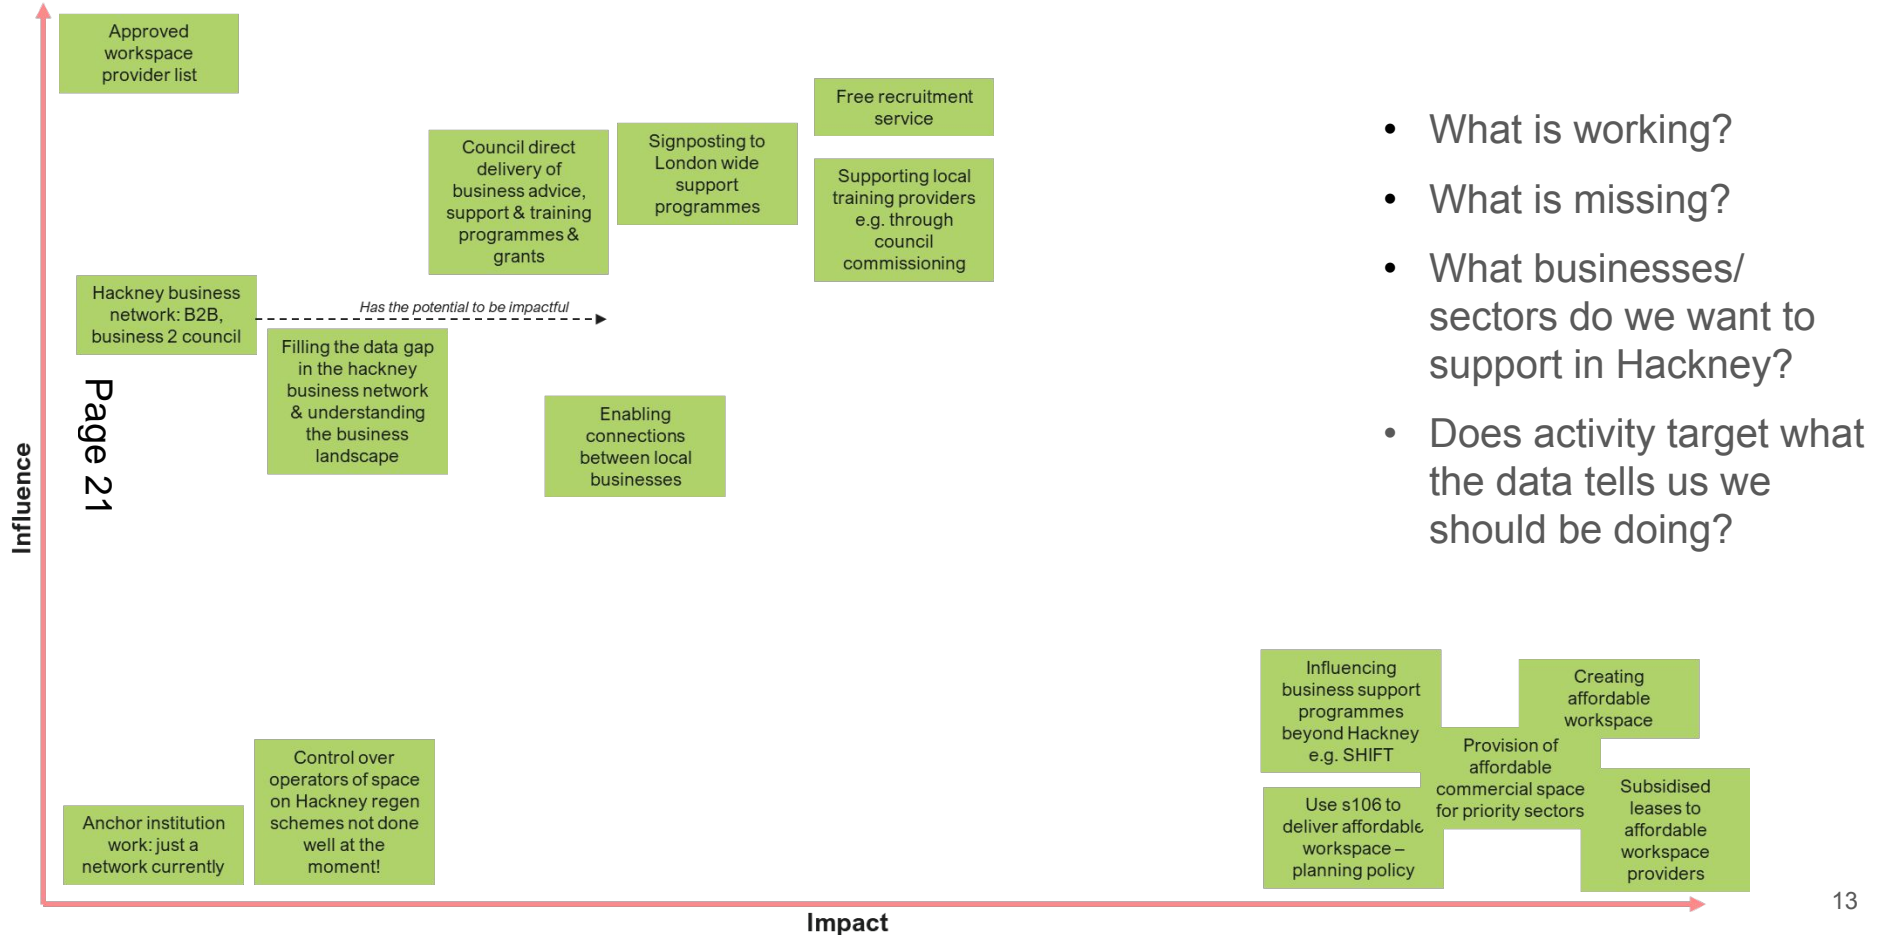 Approved
workspace
provider list
Free recruitment
service
Council direct
delivery of
business advice,
support & training
programmes &
grants
Signposting to
London wide
support
programmes
Supporting local
training providers
e.g. through
council
commissioning
Hackney business
network: B2B,
business 2 council
Has the potential to be impactful
Filling the data gap
in the hackney
business network
& understanding
the business
landscape
Enabling
connections
between local
businesses
Page 21
Influence
Anchor institution
work: just a
network currently
Control over
operators of space
on Hackney regen
schemes not done
well at the
moment!
Influencing
business support
programmes
beyond Hackney
e.g. SHIFT
Creating
affordable
workspace
Provision of
affordable
commercial space
for priority sectors
Use s106 to
deliver affordable
workspace –
planning policy
Subsidised
leases to
affordable
workspace
providers
Impact
• What is working?
• What is missing?
• What businesses/
sectors do we want to
support in Hackney?
• Does activity target what
the data tells us we
should be doing?
13